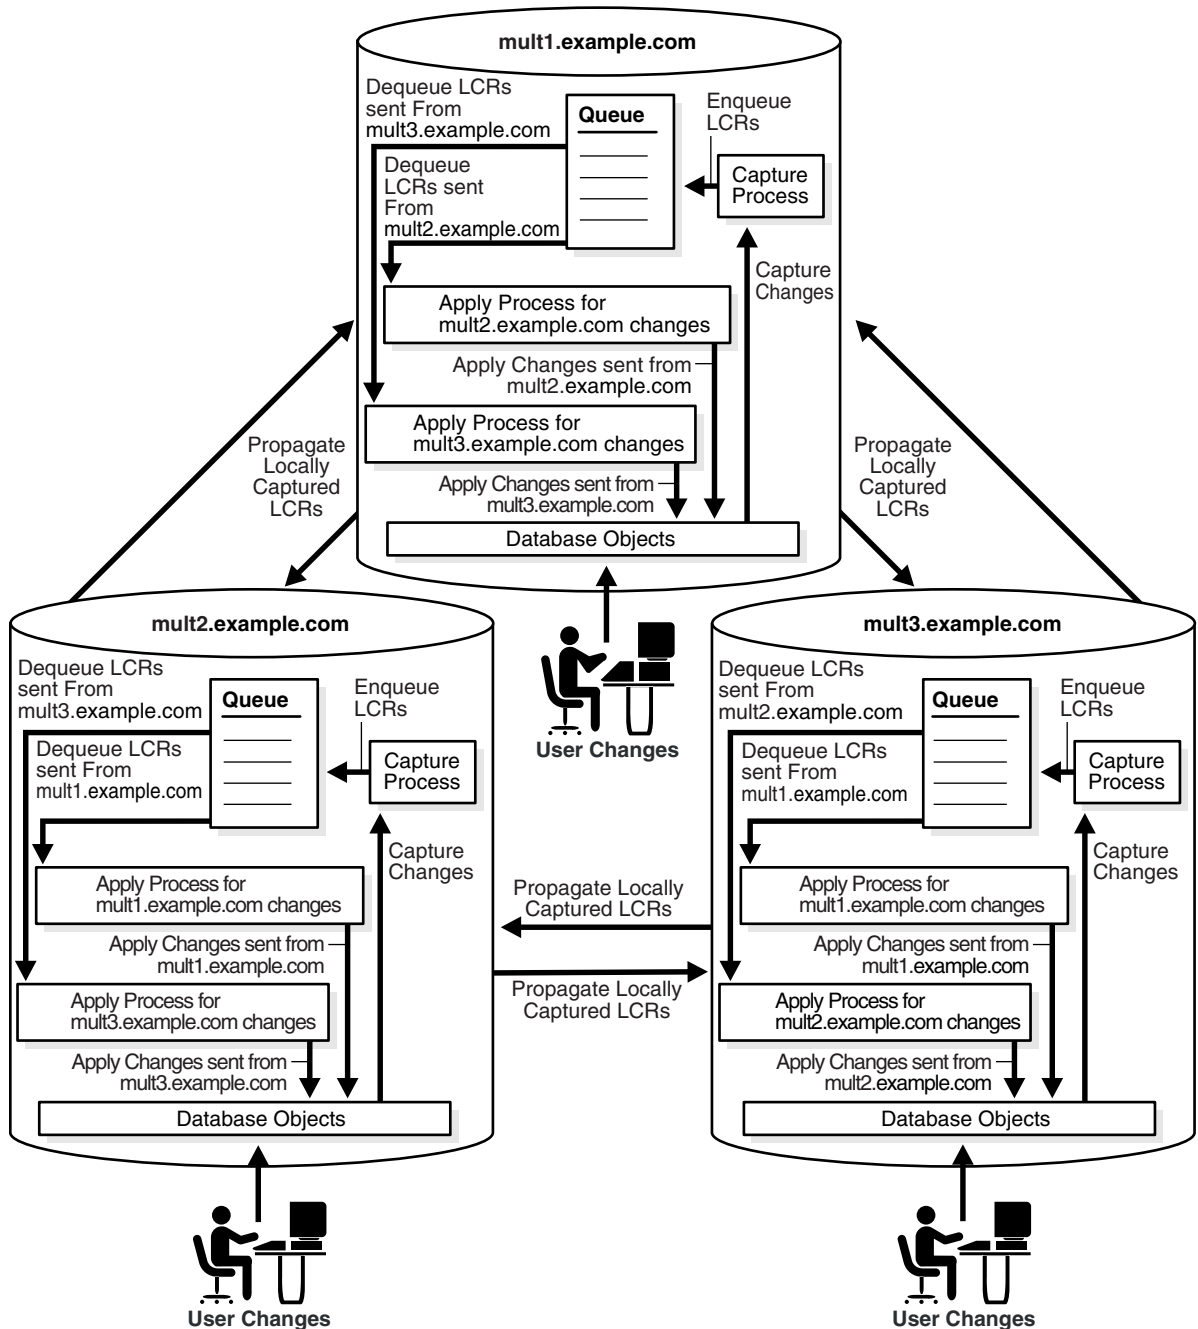 mult1.example.com
Dequeue LCRs
sent From
mult3.example.com
Queue
Enqueue
LCRs
Dequeue
LCRs sent
From
mult2.example.com
Capture
Process
Capture
Changes
Apply Process for
mult2.example.com changes
Apply Changes sent from
mult2.example.com
Apply Process for
mult3.example.com changes
Apply Changes sent from
mult3.example.com
Database Objects
Propagate
Locally
Captured
LCRs
Propagate
Locally
Captured
LCRs
User Changes
mult2.example.com
Dequeue LCRs
sent From
mult3.example.com
Queue
Enqueue
LCRs
Dequeue LCRs
sent From
mult1.example.com
Capture
Process
Capture
Changes
Apply Process for
mult1.example.com changes
Apply Changes sent from
mult1.example.com
Apply Process for
mult3.example.com changes
Apply Changes sent from
mult3.example.com
Database Objects
User Changes
Propagate Locally
Captured LCRs
Propagate Locally
Captured LCRs
mult3.example.com
Dequeue LCRs
sent From
mult2.example.com
Queue
Enqueue
LCRs
Dequeue LCRs
sent From
mult1.example.com
Capture
Process
Capture
Changes
Apply Process for
mult1.example.com changes
Apply Changes sent from
mult1.example.com
Apply Process for
mult2.example.com changes
Apply Changes sent from
mult2.example.com
Database Objects
User Changes